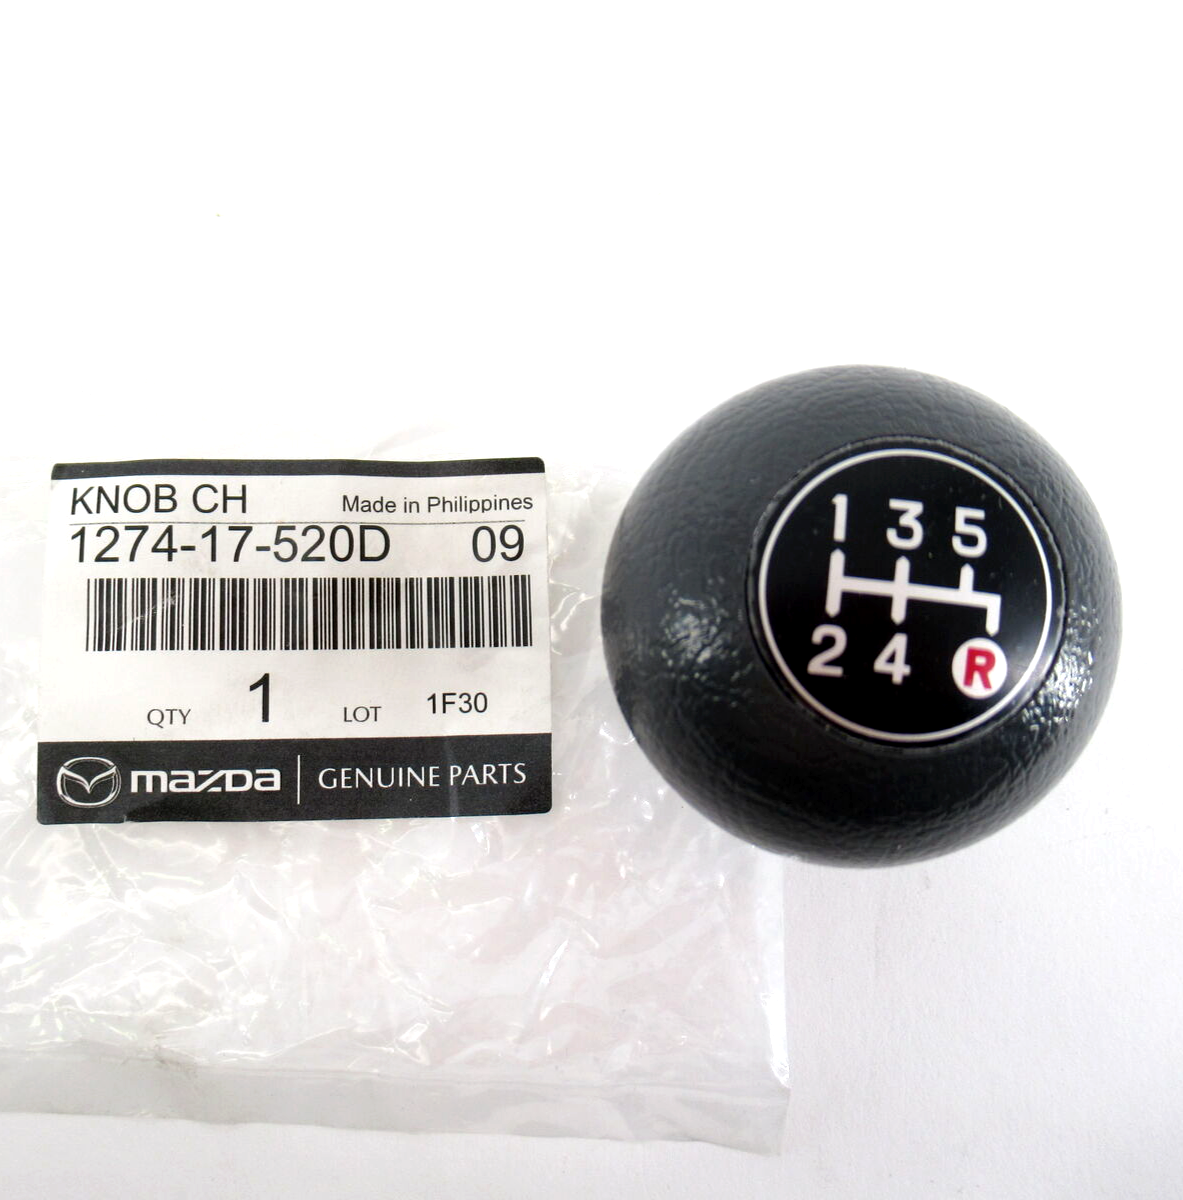 KNOB CH Made in Philippines
1274-17-520D 09
QTY 1 LOT 1F30
mazda GENUINE PARTS
1 3 5
2 4 R